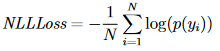 NLLLoss = -\frac{1}{N} \sum_{i=1}^{N} \log(p(y_i))